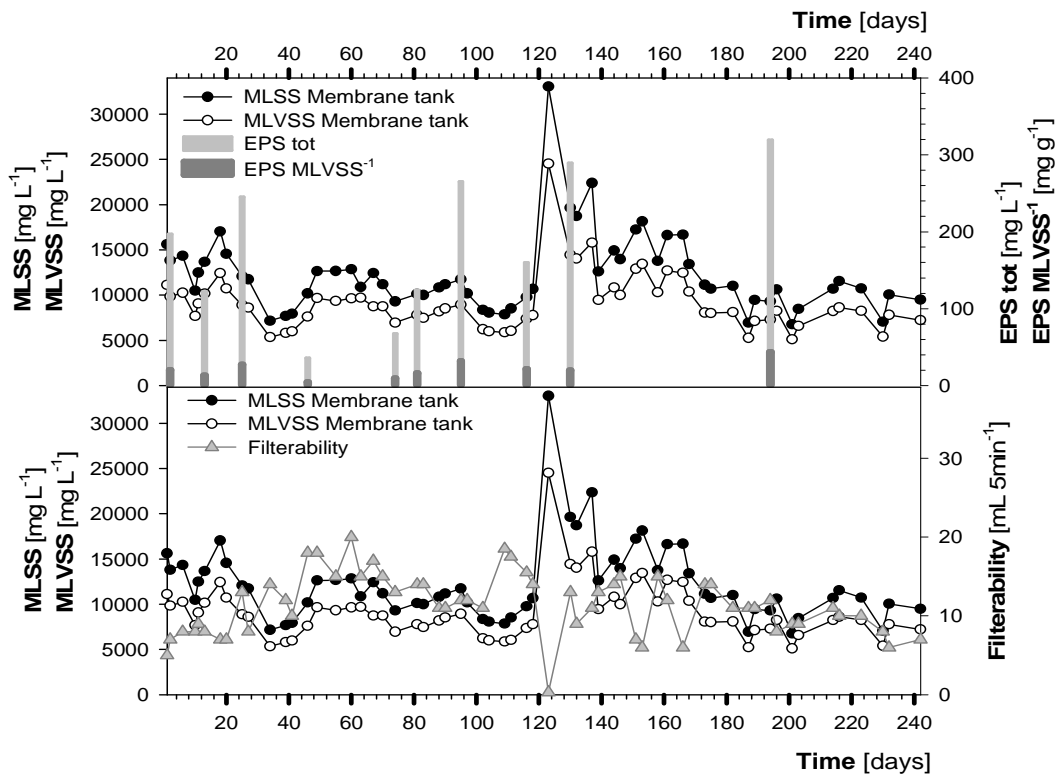 Time [days]
20 40 60 80 100 120 140 160 180 200 220 240
MLSS [mg L⁻¹]
MLVSS [mg L⁻¹]
30000
25000
20000
15000
10000
5000
0
MLSS Membrane tank
MLVSS Membrane tank
EPS tot
EPS MLVSS⁻¹
400
300
200
100
0
EPS tot [mg L⁻¹]
EPS MLVSS⁻¹ [mg g⁻¹]
MLSS [mg L⁻¹]
MLVSS [mg L⁻¹]
30000
25000
20000
15000
10000
5000
0
MLSS Membrane tank
MLVSS Membrane tank
Filterability
30
20
10
0
Filterability [mL 5min⁻¹]
20 40 60 80 100 120 140 160 180 200 220 240
Time [days]